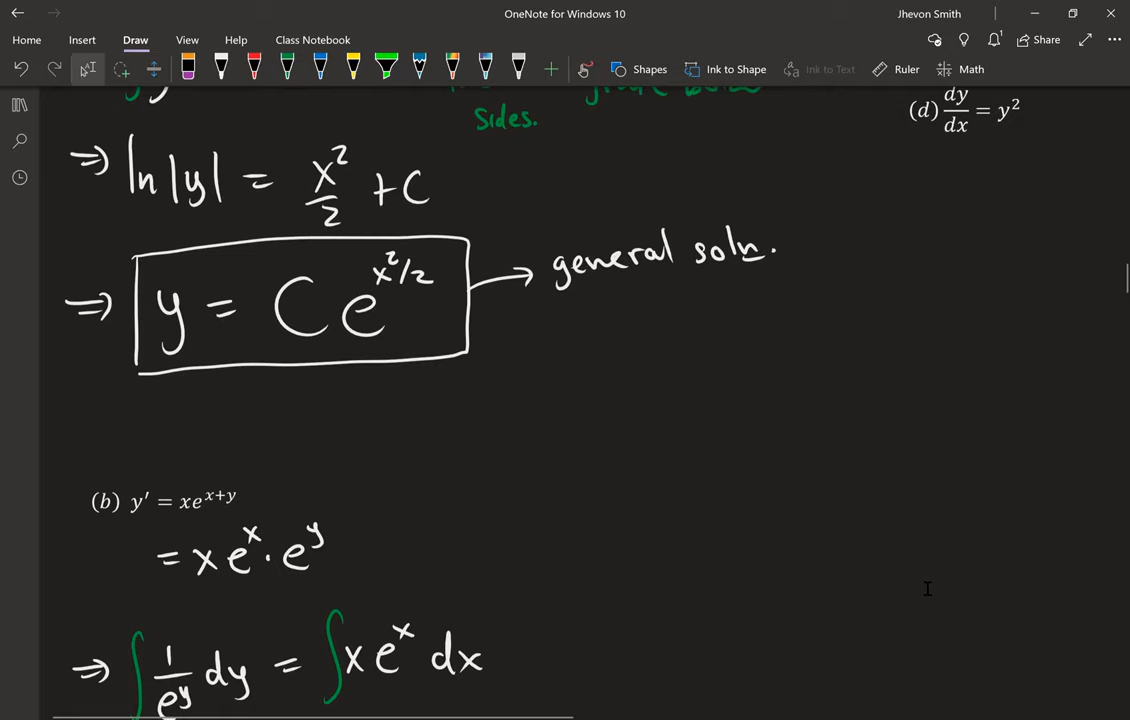 OneNote for Windows 10
Jhevon Smith
Home Insert Draw View Help Class Notebook
Share
Shapes Ink to Shape Ink to Text Ruler Math
sides.
(d) dy/dx = y²
⇒ ln|y| = x²/2 + C
⇒ y = Ce^(x²/2) → general soln.
(b) y′ = xe^(x+y)
= xe^x · e^y
⇒ ∫ 1/e^y dy = ∫ xe^x dx